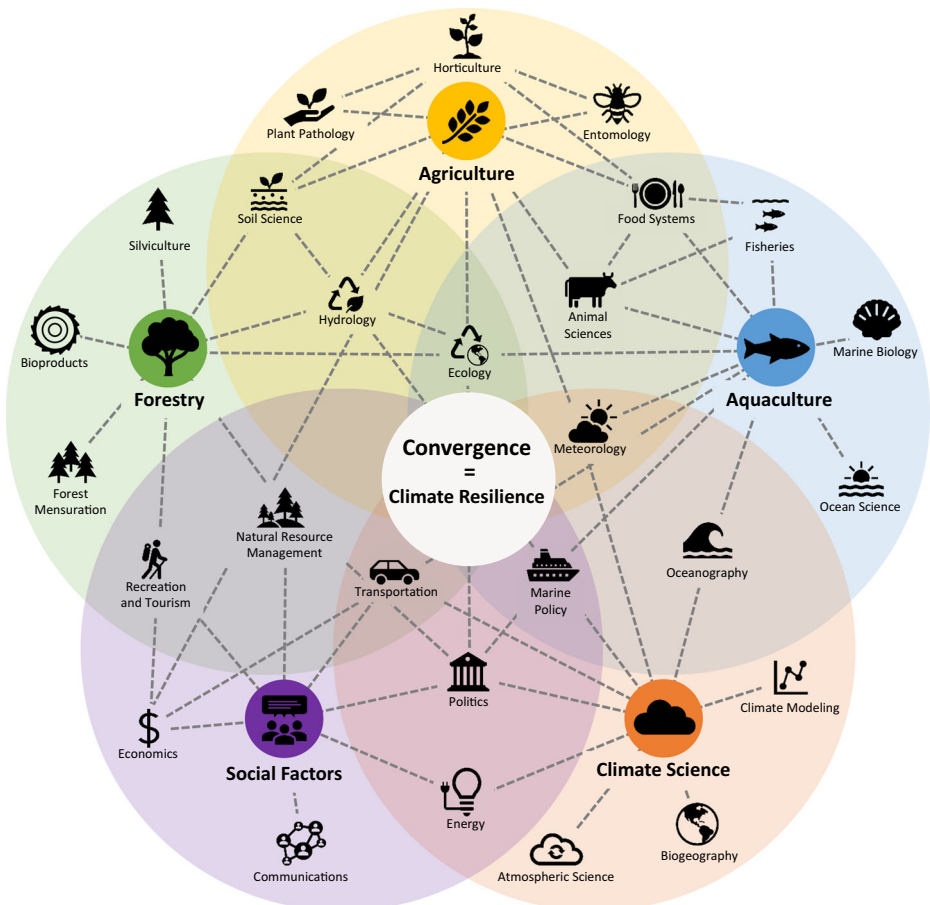 Horticulture
Plant Pathology
Entomology
Agriculture
Soil Science
Food Systems
Silviculture
Fisheries
Hydrology
Animal
Sciences
Bioproducts
Ecology
Marine Biology
Forestry
Aquaculture
Convergence
=
Climate Resilience
Meteorology
Forest
Mensuration
Ocean Science
Natural Resource
Management
Oceanography
Recreation
and Tourism
Transportation
Marine
Policy
Politics
Climate Modeling
Economics
Social Factors
Climate Science
Energy
Biogeography
Communications
Atmospheric Science
$